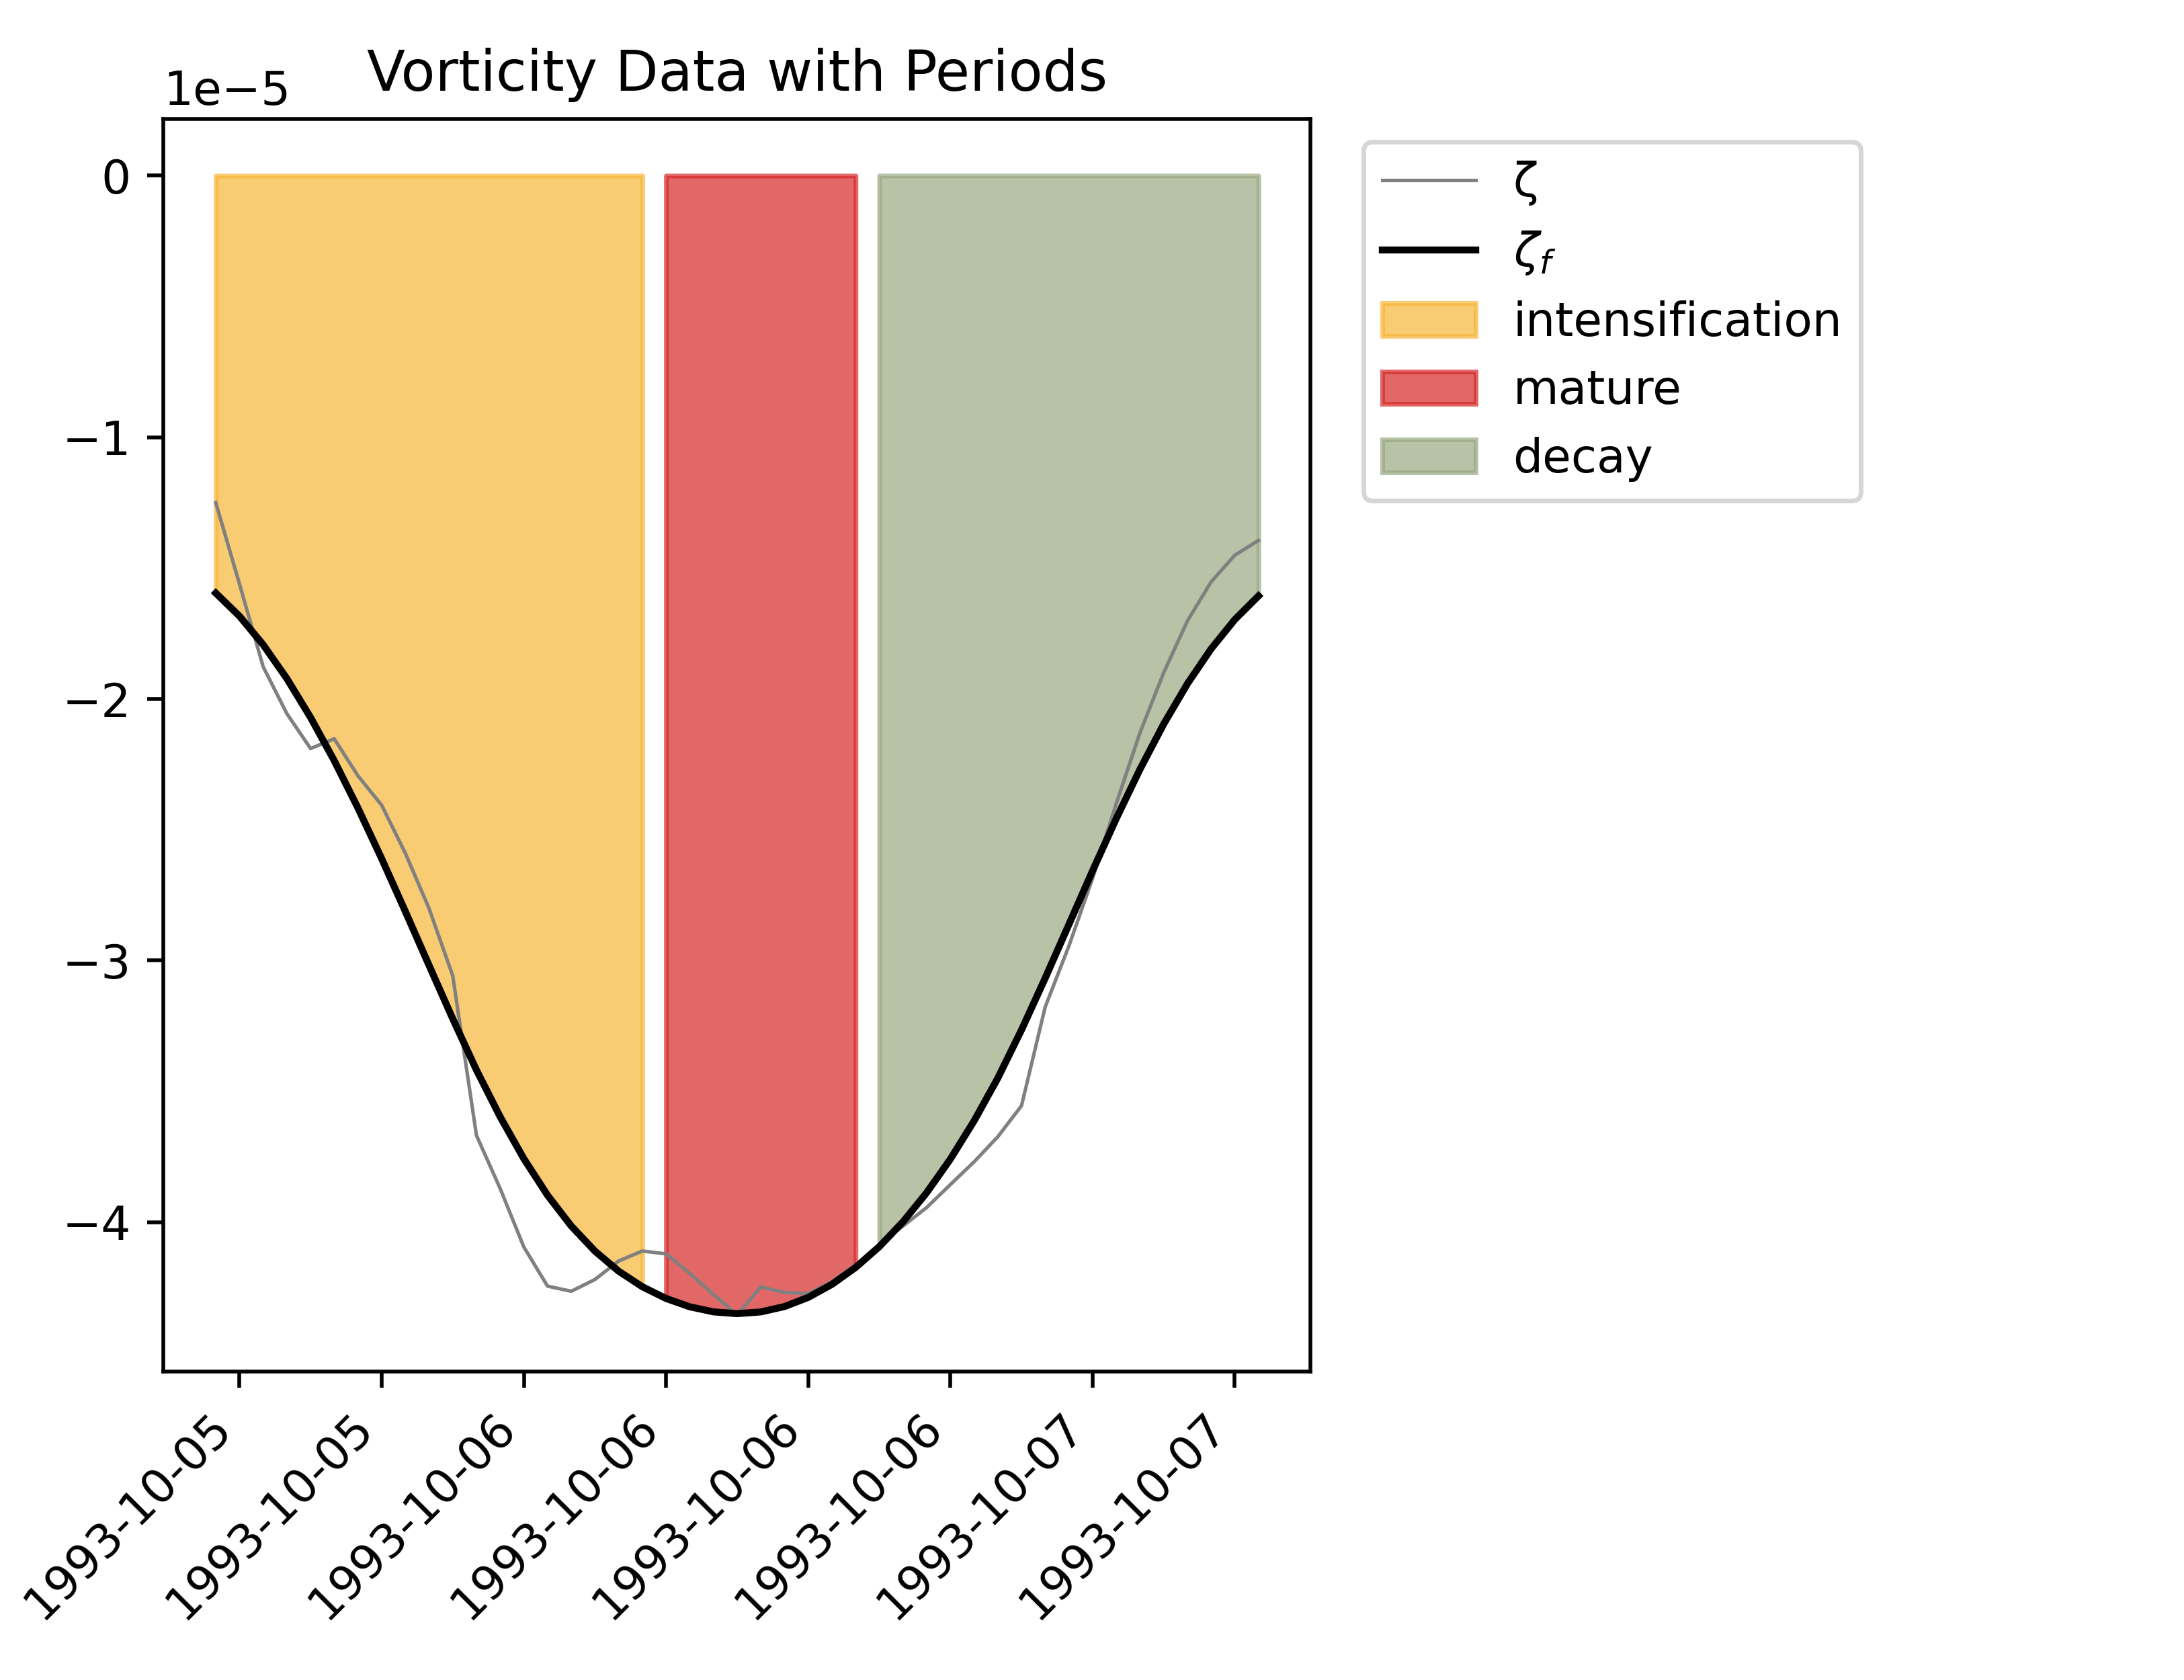 Vorticity Data with Periods
1e−5
0
−1
−2
−3
−4
1993-10-05
1993-10-05
1993-10-06
1993-10-06
1993-10-06
1993-10-06
1993-10-07
1993-10-07
ζ
ζf
intensification
mature
decay